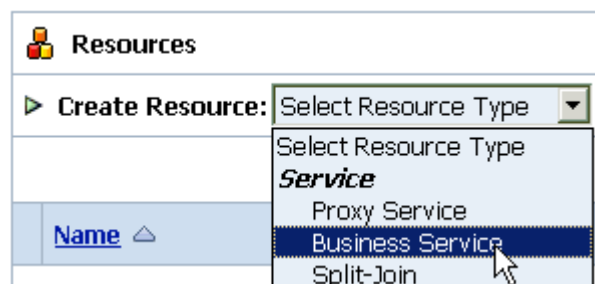 Resources
Create Resource: Select Resource Type
Select Resource Type
Service
Proxy Service
Name
Business Service
Split-Join